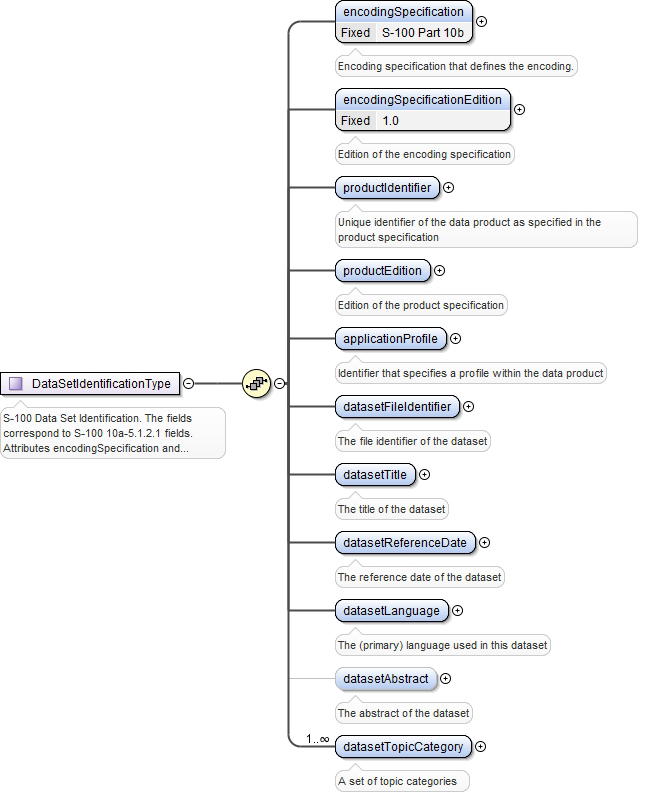 encodingSpecification
Fixed S-100 Part 10b
Encoding specification that defines the encoding.
encodingSpecificationEdition
Fixed 1.0
Edition of the encoding specification
productIdentifier
Unique identifier of the data product as specified in the
product specification
productEdition
Edition of the product specification
applicationProfile
Identifier that specifies a profile within the data product
DataSetIdentificationType
S-100 Data Set Identification. The fields
correspond to S-100 10a-5.1.2.1 fields.
Attributes encodingSpecification and...
datasetFileIdentifier
The file identifier of the dataset
datasetTitle
The title of the dataset
datasetReferenceDate
The reference date of the dataset
datasetLanguage
The (primary) language used in this dataset
datasetAbstract
The abstract of the dataset
1..∞
datasetTopicCategory
A set of topic categories